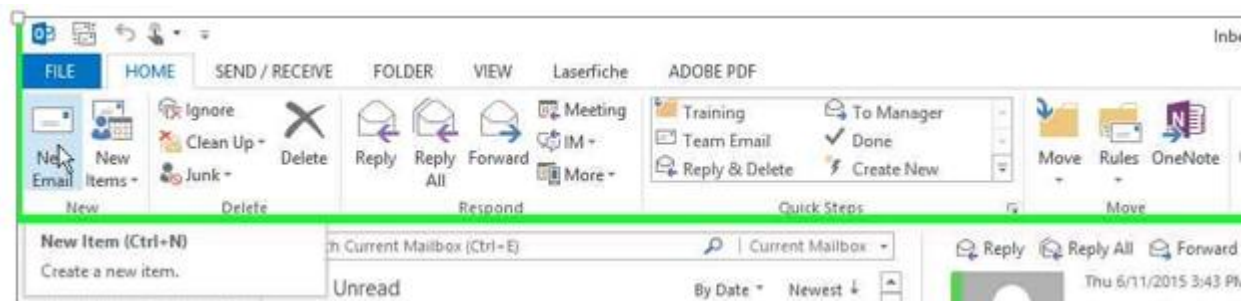 Inbo
FILE HOME SEND / RECEIVE FOLDER VIEW Laserfiche ADOBE PDF
New Email
New Items
Ignore
Clean Up
Junk
Delete
Reply
Reply All
Forward
Meeting
IM
More
Training
Team Email
Reply & Delete
To Manager
Done
Create New
Move
Rules
OneNote
New Delete Respond Quick Steps Move
New Item (Ctrl+N)
Create a new item.
Current Mailbox (Ctrl+E) Current Mailbox
Unread By Date Newest
Reply Reply All Forward
Thu 6/11/2015 3:43 PM